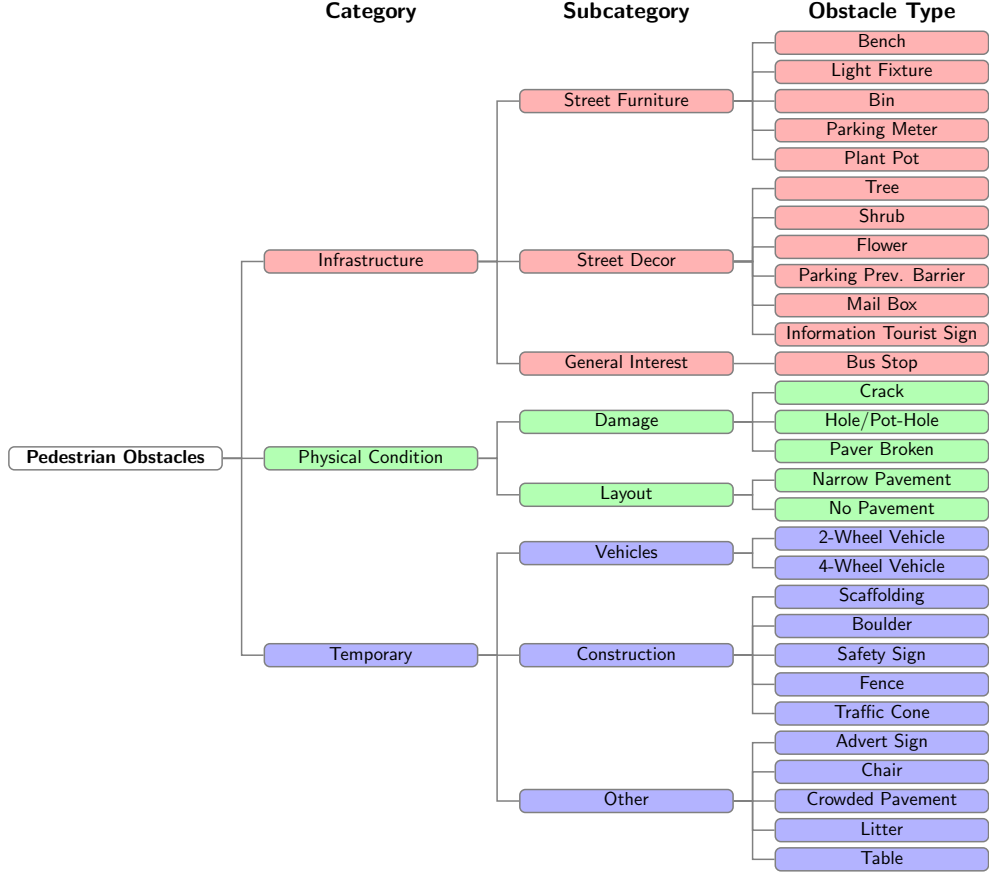 Category Subcategory Obstacle Type
Bench
Light Fixture
Street Furniture Bin
Parking Meter
Plant Pot
Tree
Shrub
Flower
Infrastructure Street Decor
Parking Prev. Barrier
Mail Box
Information Tourist Sign
General Interest Bus Stop
Crack
Damage Hole/Pot-Hole
Paver Broken
Pedestrian Obstacles Physical Condition
Narrow Pavement
Layout
No Pavement
2-Wheel Vehicle
Vehicles
4-Wheel Vehicle
Scaffolding
Boulder
Temporary Construction Safety Sign
Fence
Traffic Cone
Advert Sign
Chair
Other Crowded Pavement
Litter
Table